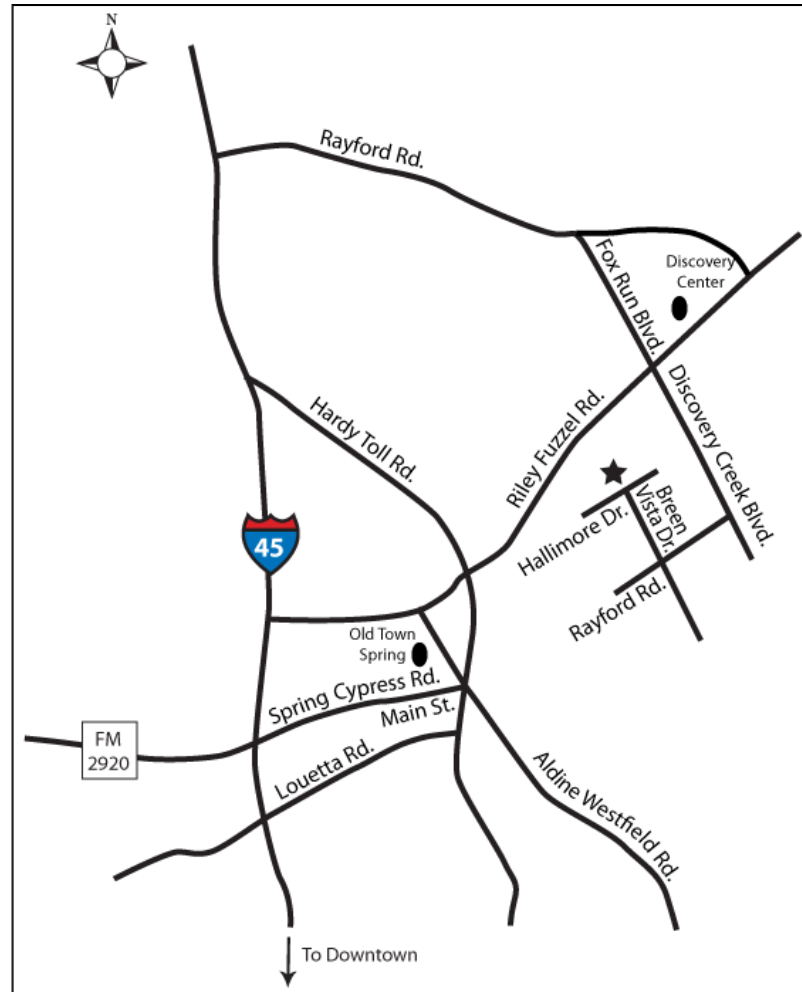 N
Rayford Rd.
Fox Run Blvd.
Discovery
Center
Hardy Toll Rd.
Riley Fuzzel Rd.
Discovery Creek Blvd.
Hallimore Dr.
Breen
Vista Dr.
45
Rayford Rd.
Old Town
Spring
Spring Cypress Rd.
Main St.
FM
2920
Louetta Rd.
Aldine Westfield Rd.
To Downtown